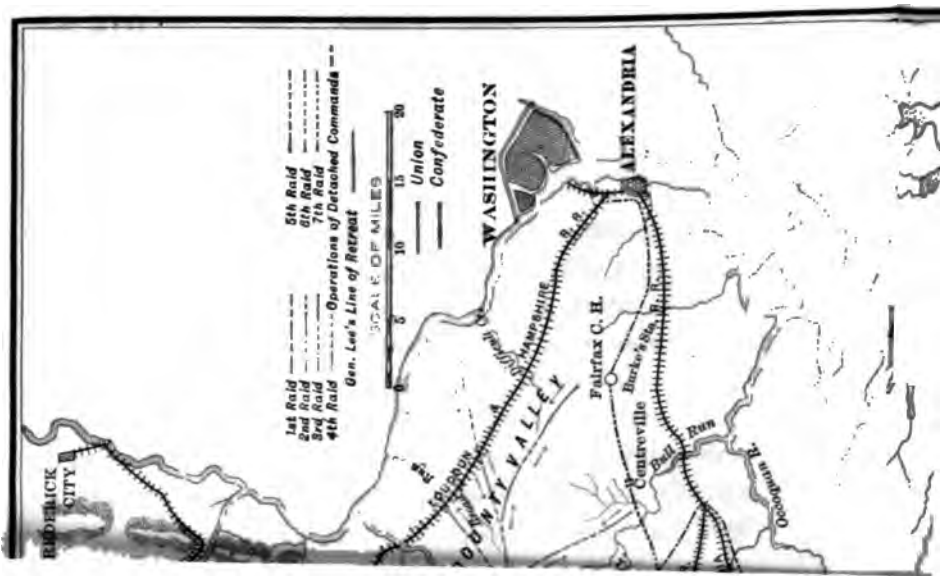 1st Raid
2nd Raid
3rd Raid
4th Raid
5th Raid
6th Raid
7th Raid
Operations of Detached Commands
Gen. Lee's Line of Retreat
SCALE OF MILES
0 5 10 15 20
Union
Confederate
WASHINGTON
ALEXANDRIA
CITY
LOUDOUN & HAMPSHIRE R. R.
VALLEY
Fairfax C. H.
Burke's Sta.
R. R.
Centreville
Bull Run
Occoquan R.